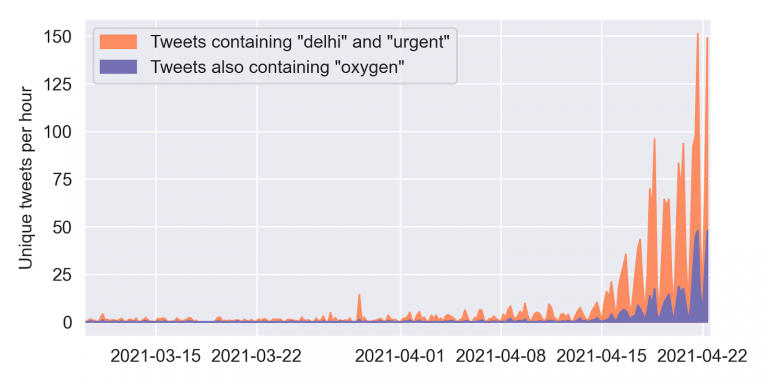 Tweets containing "delhi" and "urgent"
Tweets also containing "oxygen"
Unique tweets per hour
150
125
100
75
50
25
0
2021-03-15 2021-03-22 2021-04-01 2021-04-08 2021-04-15 2021-04-22